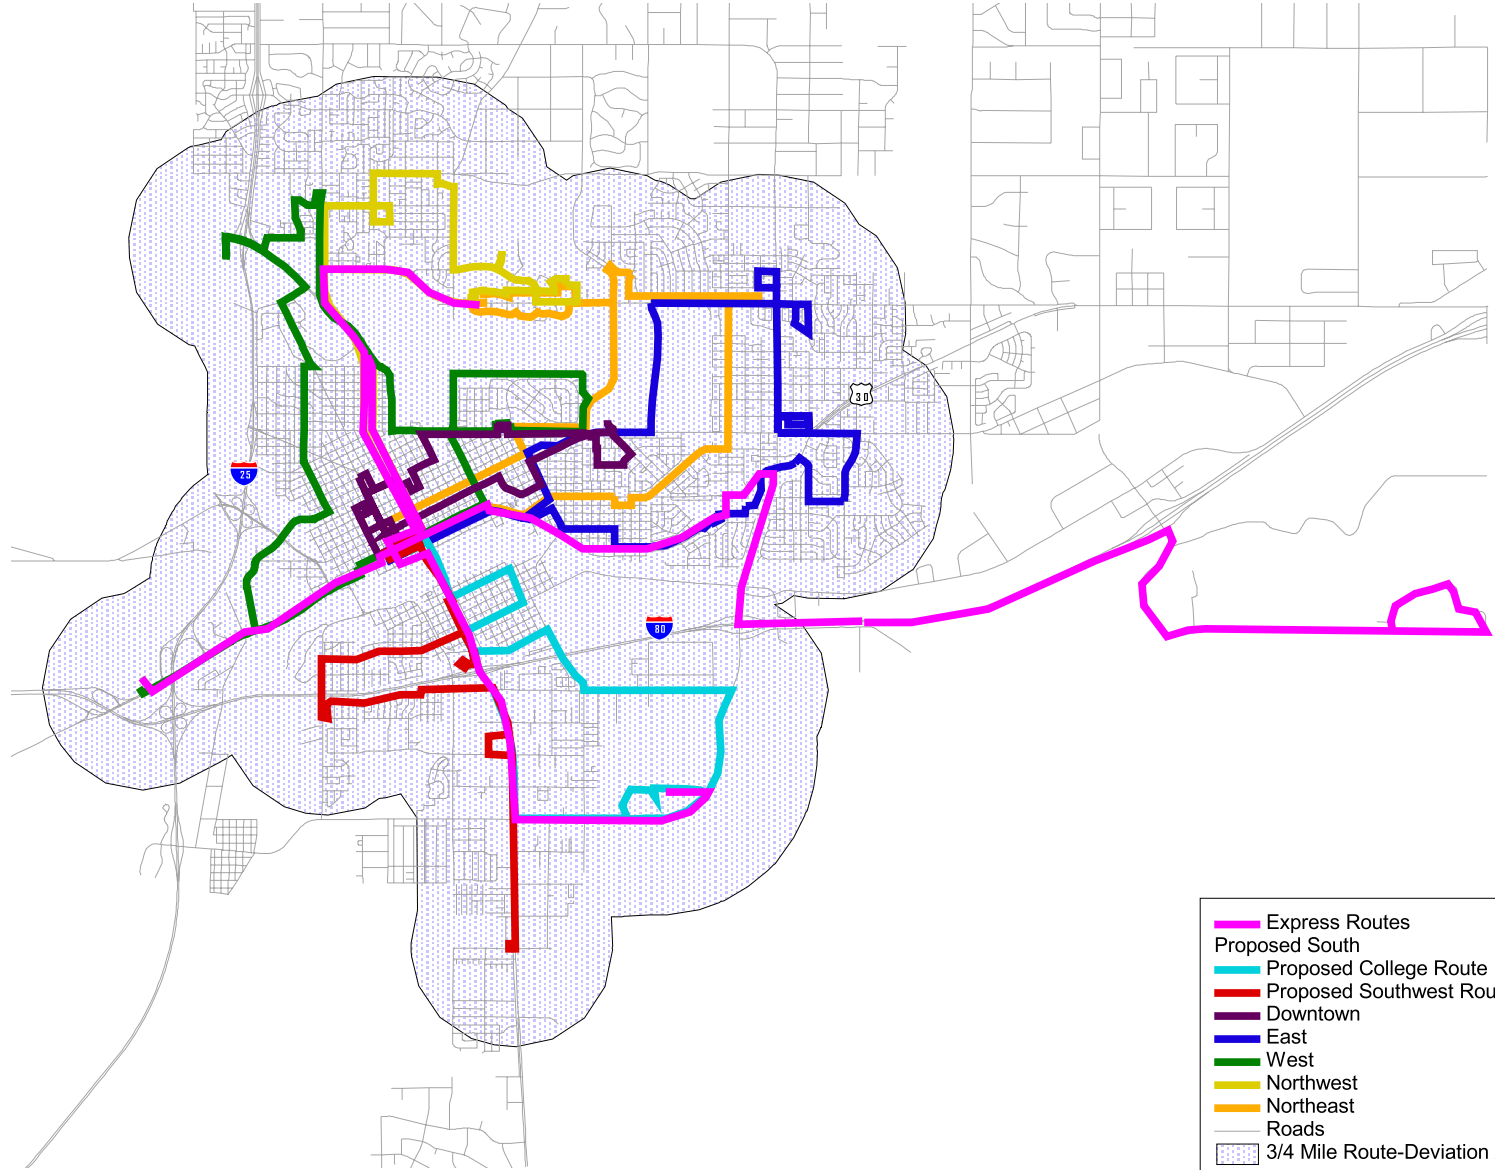 30
25
80
Express Routes
Proposed South
Proposed College Route
Proposed Southwest Rou
Downtown
East
West
Northwest
Northeast
Roads
3/4 Mile Route-Deviation